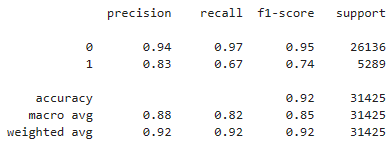 precision recall f1-score support
0 0.94 0.97 0.95 26136
1 0.83 0.67 0.74 5289
accuracy 0.92 31425
macro avg 0.88 0.82 0.85 31425
weighted avg 0.92 0.92 0.92 31425